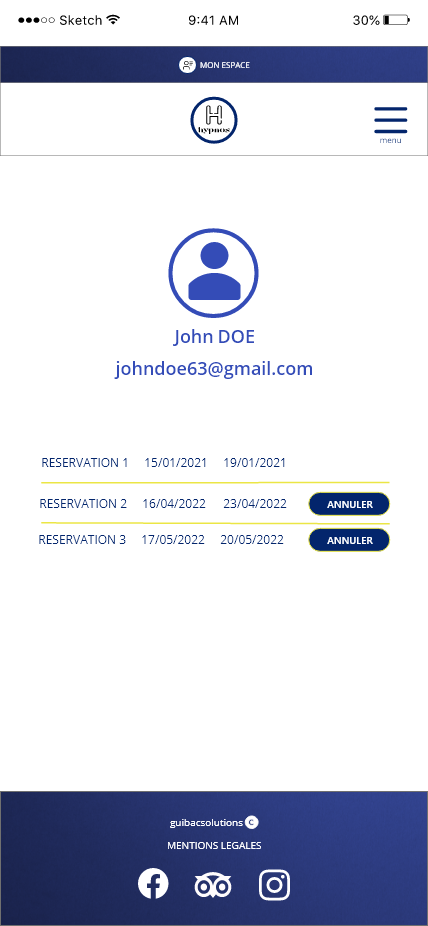 Sketch 9:41 AM 30%
MON ESPACE
H
hypnos
menu
John DOE
johndoe63@gmail.com
RESERVATION 1 15/01/2021 19/01/2021
RESERVATION 2 16/04/2022 23/04/2022 ANNULER
RESERVATION 3 17/05/2022 20/05/2022 ANNULER
guibacsolutions C
MENTIONS LEGALES